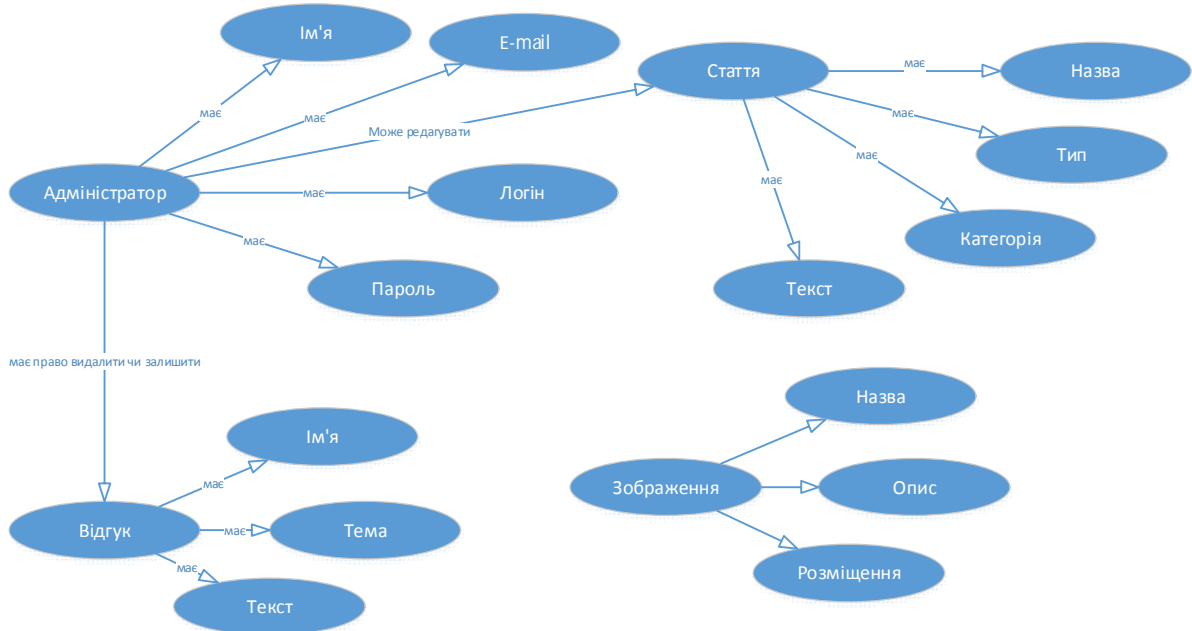 Ім'я
E-mail
Стаття
має
Назва
має
має
має
Може редагувати
Тип
має
Адміністратор
має
Логін
має
має
Категорія
Пароль
Текст
має право видалити чи залишити
Назва
Ім'я
має
Зображення
Опис
Відгук
має
Тема
має
Розміщення
Текст